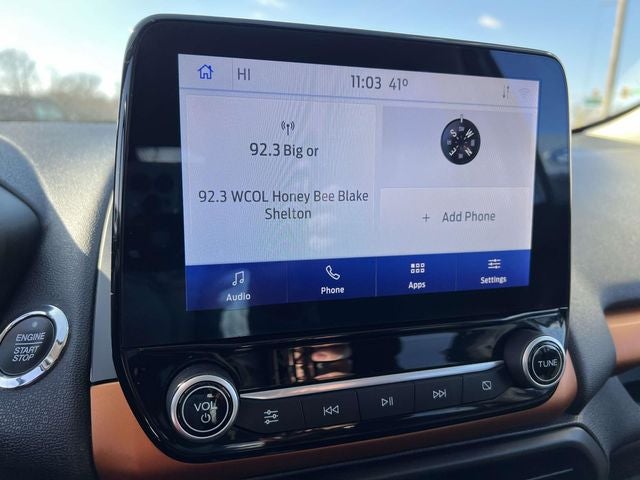 HI
11:03 41°
92.3 Big or
92.3 WCOL Honey Bee Blake
Shelton
+ Add Phone
Audio
Phone
Apps
Settings
ENGINE
START
STOP
VOL
TUNE